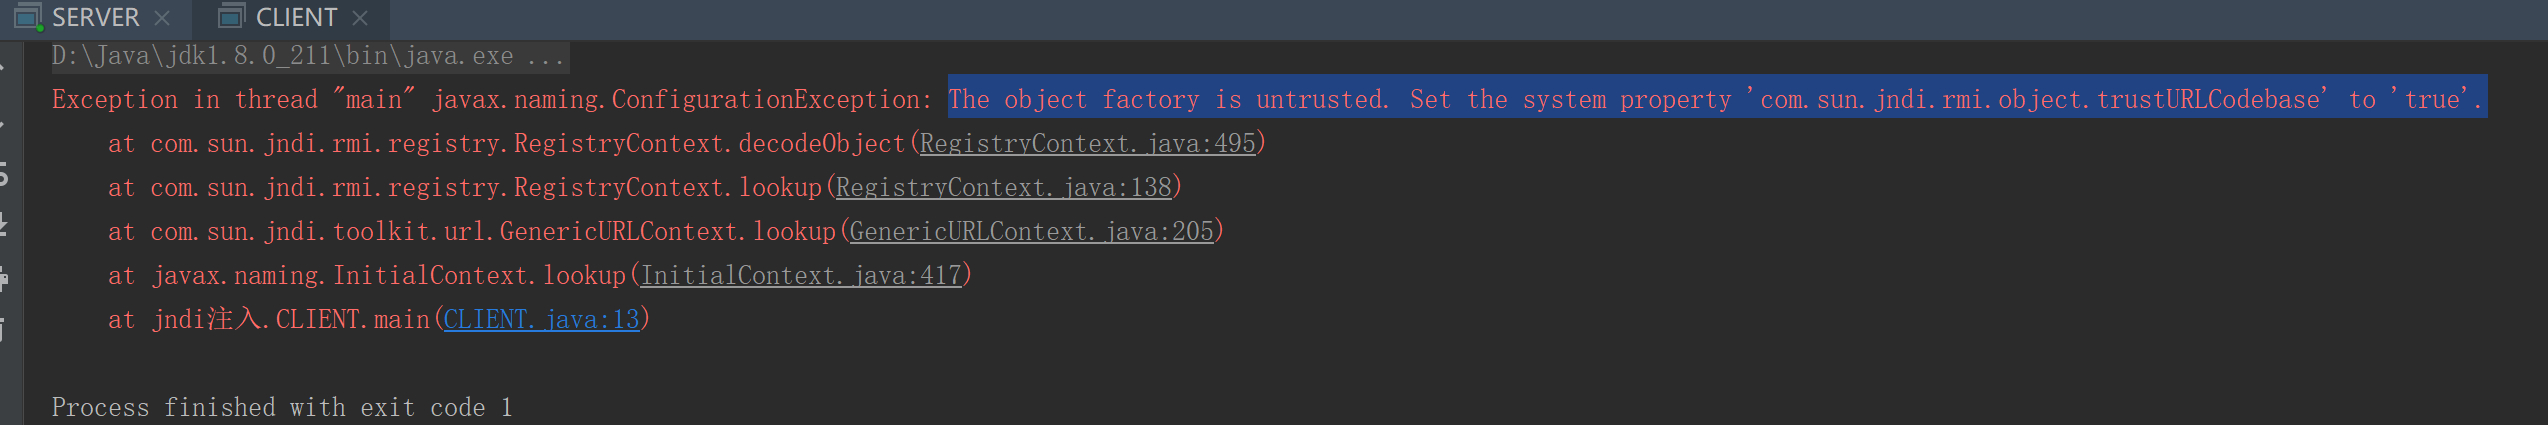 SERVER CLIENT
D:\Java\jdk1.8.0_211\bin\java.exe ...
Exception in thread "main" javax.naming.ConfigurationException: The object factory is untrusted. Set the system property 'com.sun.jndi.rmi.object.trustURLCodebase' to 'true'.
at com.sun.jndi.rmi.registry.RegistryContext.decodeObject(RegistryContext.java:495)
at com.sun.jndi.rmi.registry.RegistryContext.lookup(RegistryContext.java:138)
at com.sun.jndi.toolkit.url.GenericURLContext.lookup(GenericURLContext.java:205)
at javax.naming.InitialContext.lookup(InitialContext.java:417)
at jndi注入.CLIENT.main(CLIENT.java:13)
Process finished with exit code 1